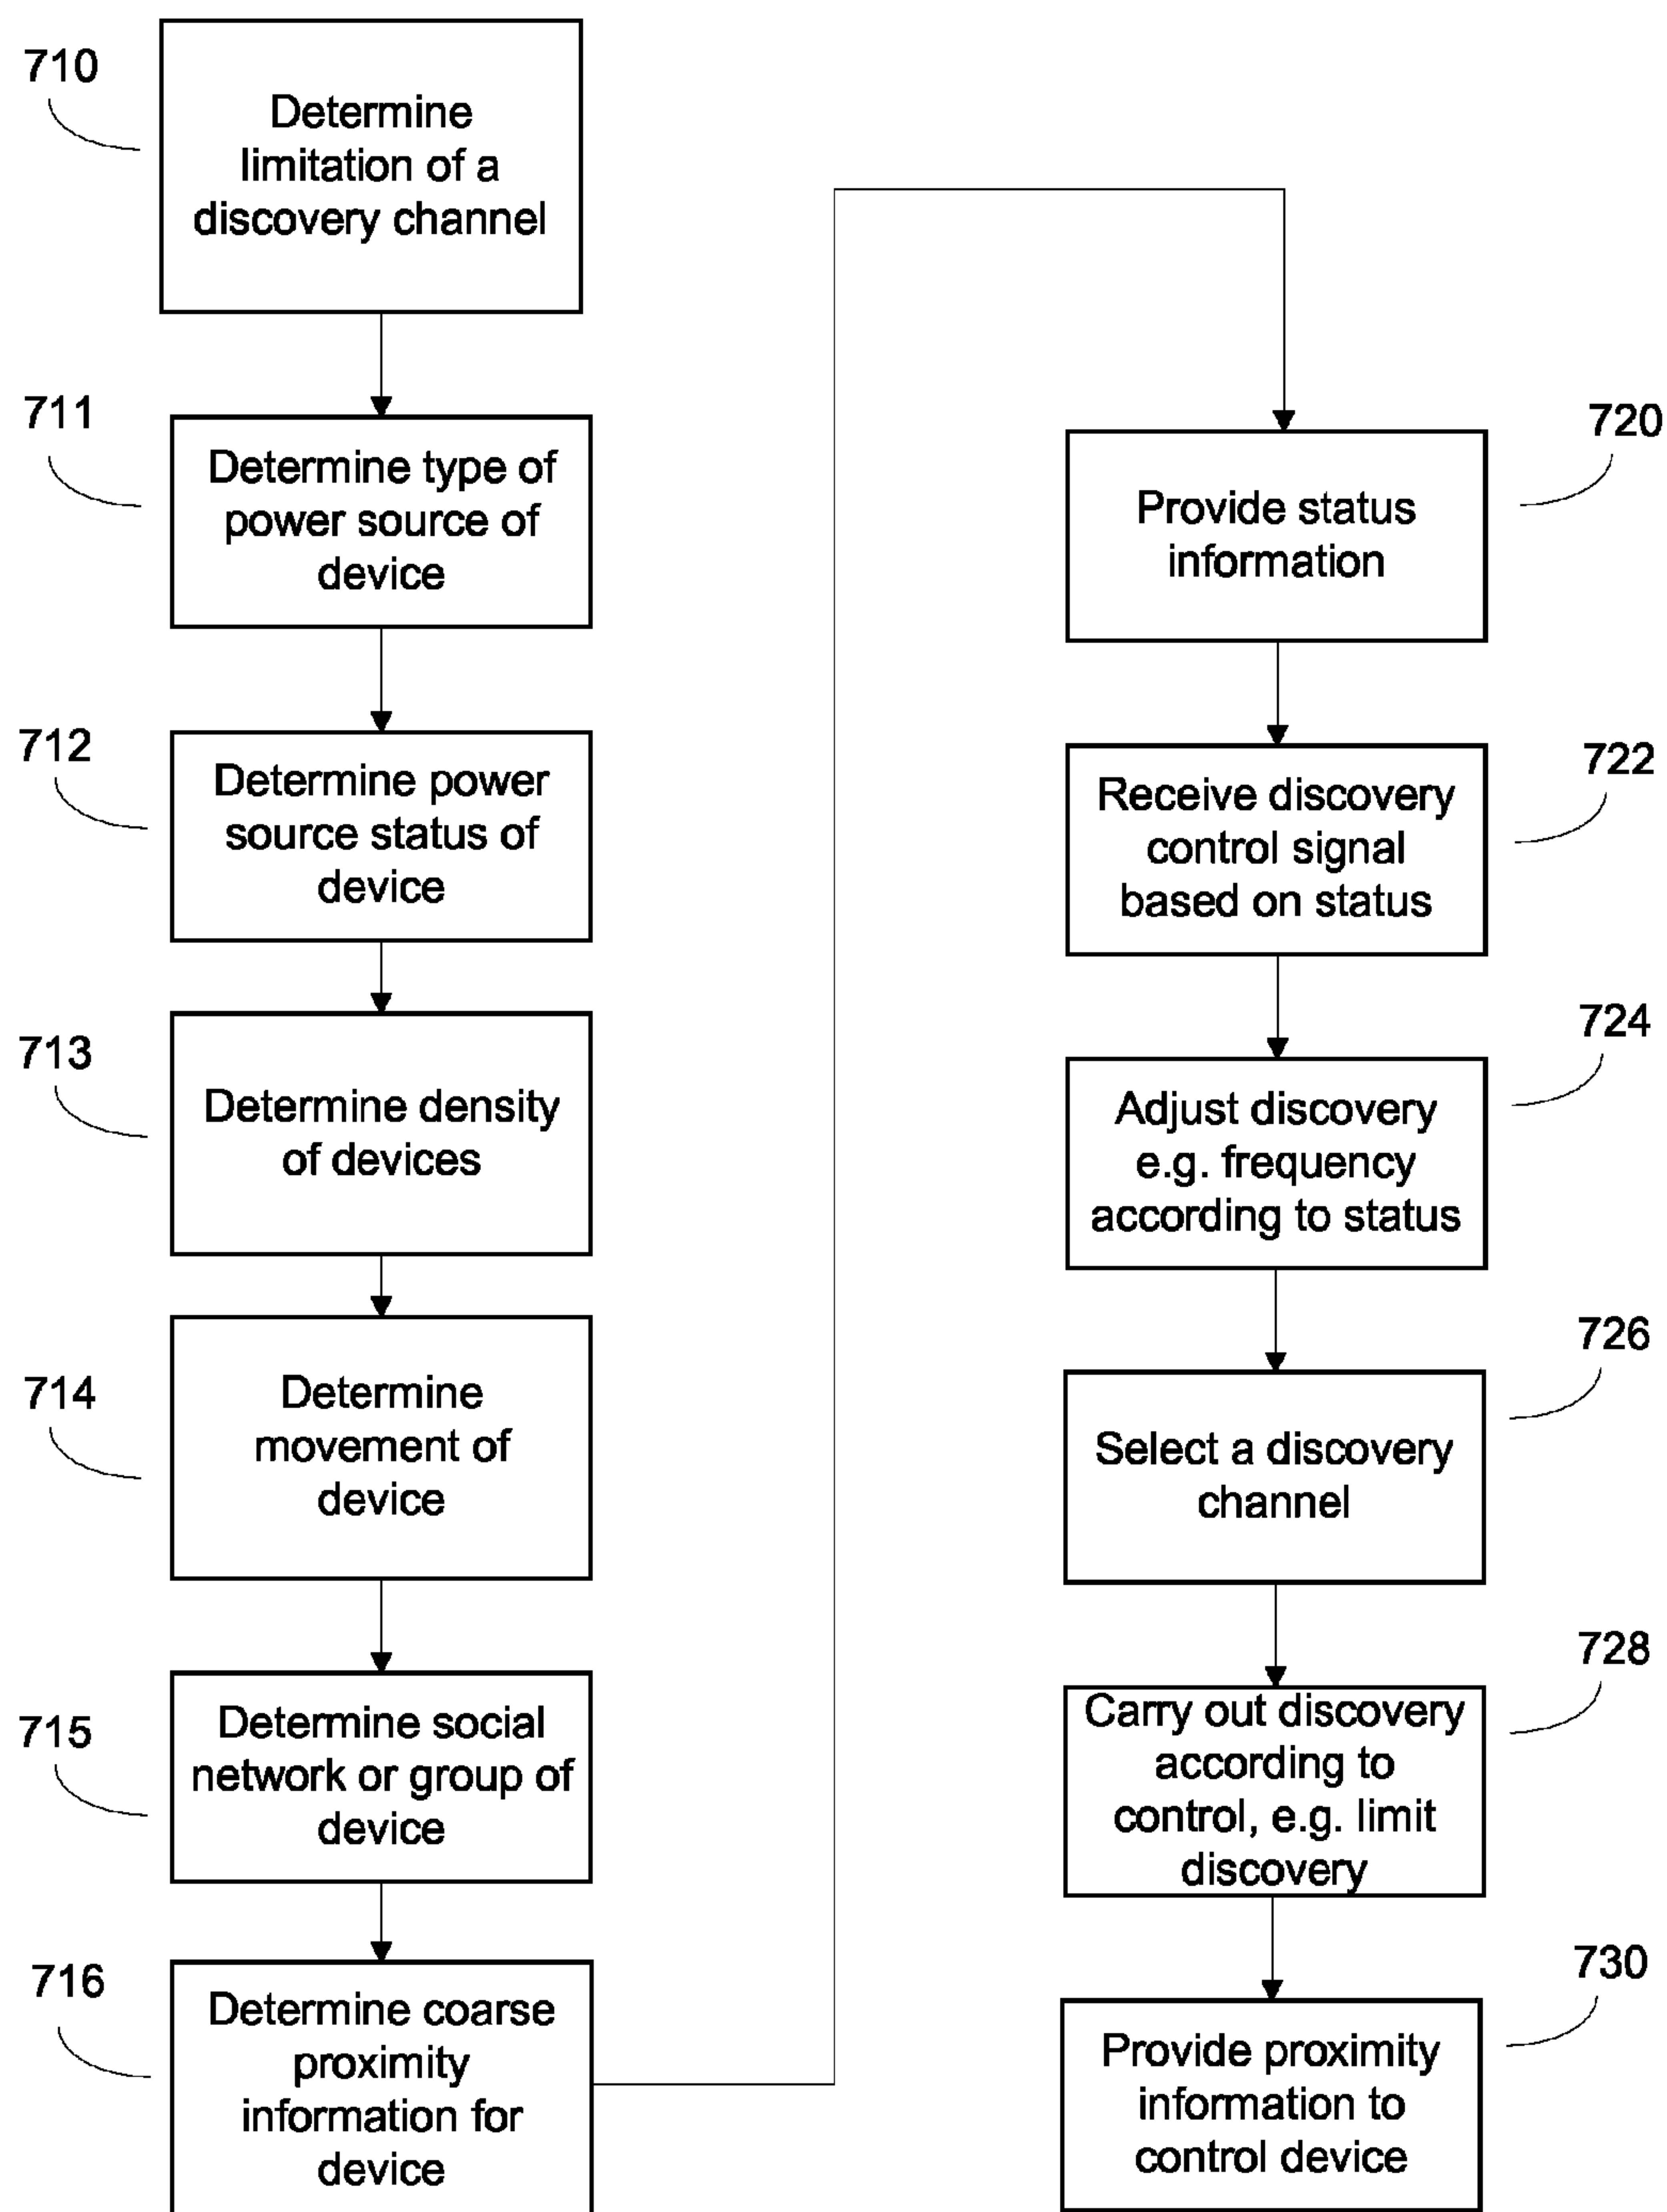 710
Determine
limitation of a
discovery channel
711
Determine type of
power source of
device
712
Determine power
source status of
device
713
Determine density
of devices
714
Determine
movement of
device
715
Determine social
network or group of
device
716
Determine coarse
proximity
information for
device
720
Provide status
information
722
Receive discovery
control signal
based on status
724
Adjust discovery
e.g. frequency
according to status
726
Select a discovery
channel
728
Carry out discovery
according to
control, e.g. limit
discovery
730
Provide proximity
information to
control device